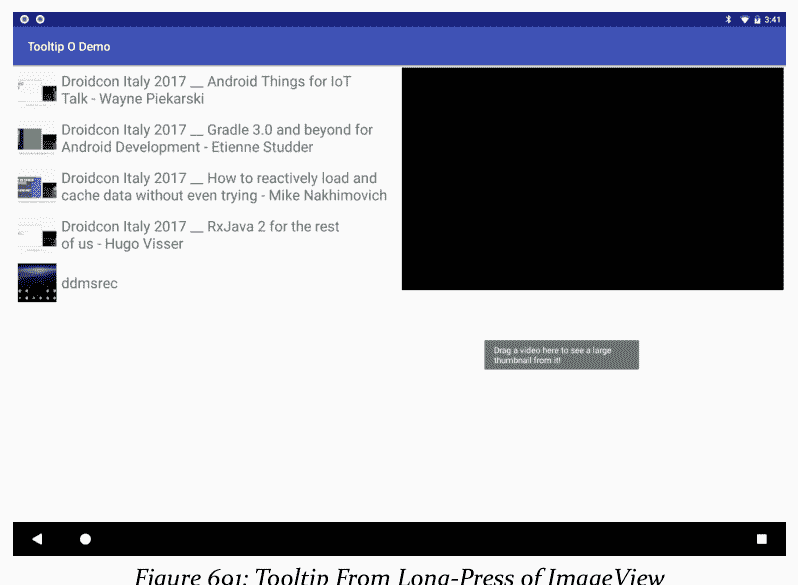 3:41
Tooltip O Demo
Droidcon Italy 2017 __ Android Things for IoT
Talk - Wayne Piekarski
Droidcon Italy 2017 __ Gradle 3.0 and beyond for
Android Development - Etienne Studder
Droidcon Italy 2017 __ How to reactively load and
cache data without even trying - Mike Nakhimovich
Droidcon Italy 2017 __ RxJava 2 for the rest
of us - Hugo Visser
ddmsrec
Drag a video here to see a large
thumbnail from it!
Figure 691: Tooltip From Long-Press of ImageView